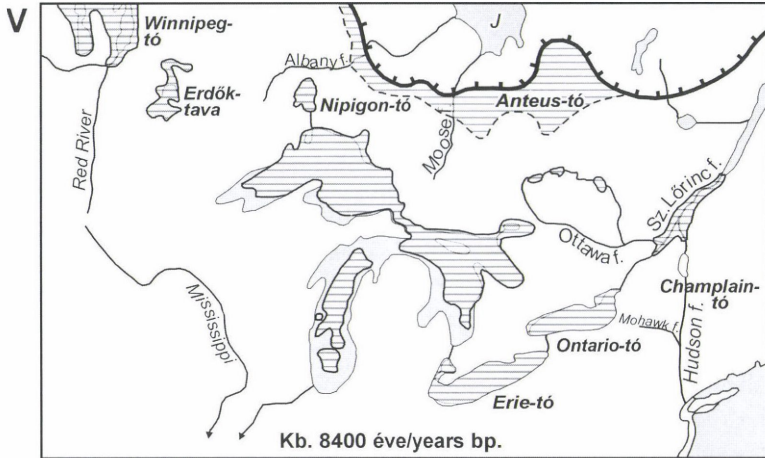 V
Winnipeg-
tó
J
Albany f.
Erdők-
tava
Nipigon-tó
Anteus-tó
Moose
Red River
Sz. Lőrinc f.
Ottawa f.
Champlain-
tó
Mississippi
Mohawk f.
Hudson f.
Ontario-tó
Erie-tó
Kb. 8400 éve/years bp.